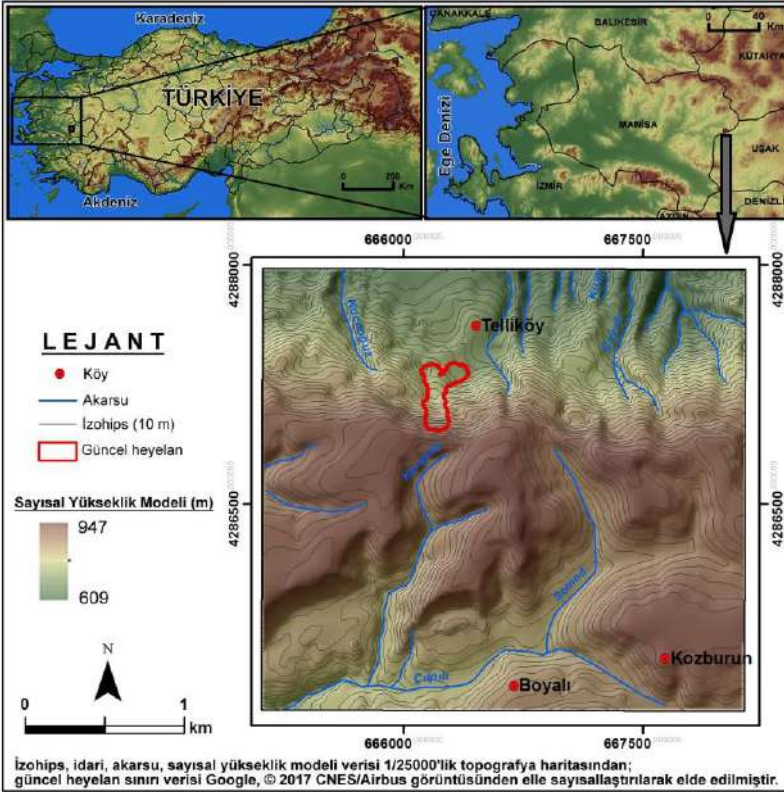 Karadeniz
TÜRKİYE
Akdeniz
0 200
Km
ÇANAKKALE
BALIKESİR
0 40
Km
KÜTAHYA
Ege Denizi
MANİSA
UŞAK
İZMİR
DENİZLİ
AYDIN
666000 667500
4288000
4286500
Telliköy
Boyalı
Kozburun
LEJANT
Köy
Akarsu
İzohips (10 m)
Güncel heyelan
Sayısal Yükseklik Modeli (m)
947
609
N
0 1
km
666000 667500
4288000
4286500
İzohips, idari, akarsu, sayısal yükseklik modeli verisi 1/25000'lik topografya haritasından;
güncel heyelan sınırı verisi Google, © 2017 CNES/Airbus görüntüsünden elle sayısallaştırılarak elde edilmiştir.